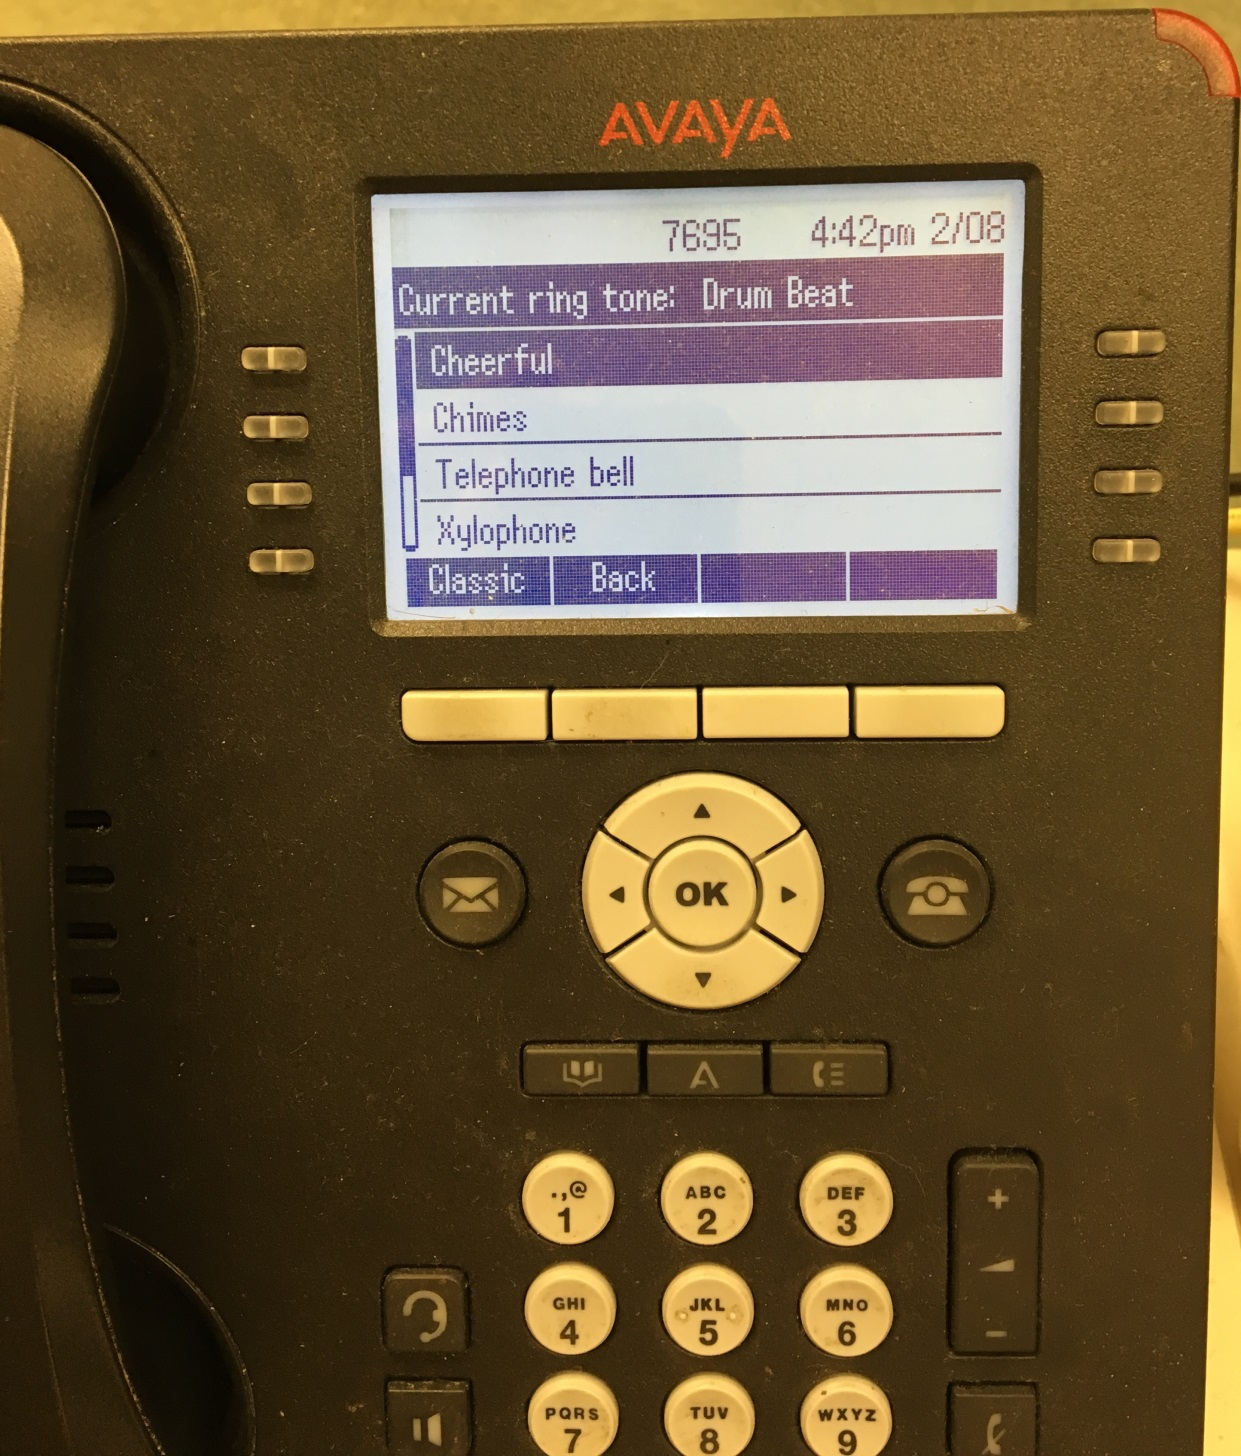 AVAYA
7695 4:42pm 2/08
Current ring tone: Drum Beat
Cheerful
Chimes
Telephone bell
Xylophone
Classic Back
OK
.,@ ABC DEF
1 2 3
+
GHI JKL MNO
4 5 6
-
PQRS TUV WXYZ
7 8 9